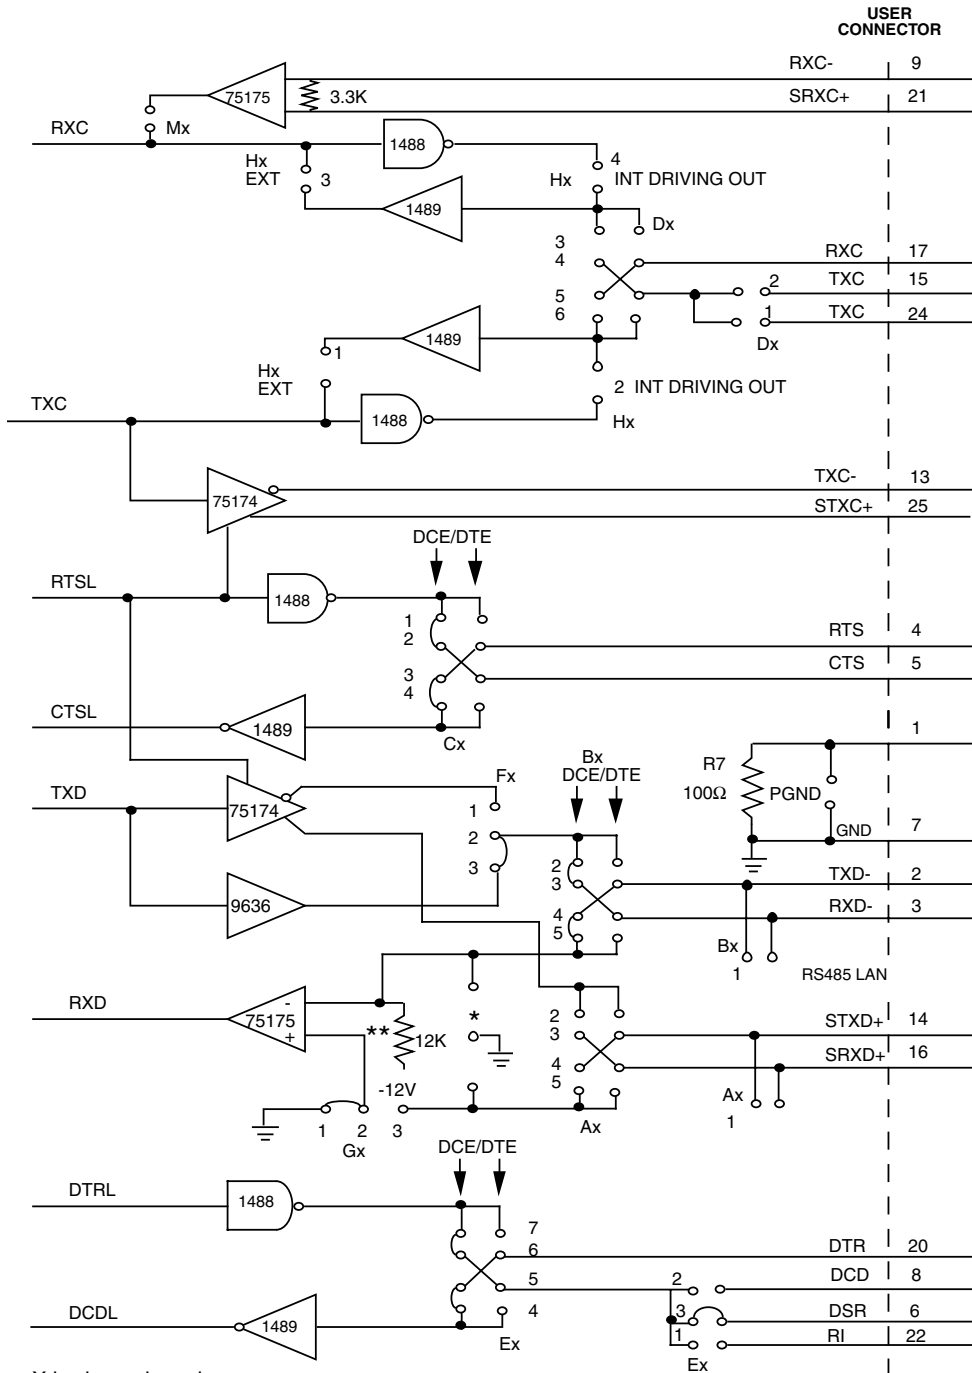 USER
CONNECTOR
RXC- 9
75175 3.3K
SRXC+ 21
RXC Mx
1488
Hx
EXT 3
4
Hx INT DRIVING OUT
1489
Dx
3
4
RXC 17
2 TXC 15
5
6
1 TXC 24
1489
Dx
1
Hx
EXT
2 INT DRIVING OUT
TXC
1488
Hx
TXC- 13
75174
STXC+ 25
DCE/DTE
RTSL
1488
1
2
RTS 4
3
4
CTS 5
CTSL
1489
Cx
1
Bx
DCE/DTE
R7
100Ω PGND
Fx
TXD
75174
1
2
3
GND 7
2
3
TXD- 2
9636
4
5
RXD- 3
Bx
1
RS485 LAN
RXD
-
75175
+
**
12K
*
2
3
STXD+ 14
4
5
SRXD+ 16
-12V
Ax
1
1 2 3
Gx
Ax
DCE/DTE
DTRL
1488
7
6
DTR 20
5
2 DCD 8
4
3 DSR 6
DCDL
1489
1 RI 22
Ex
Ex